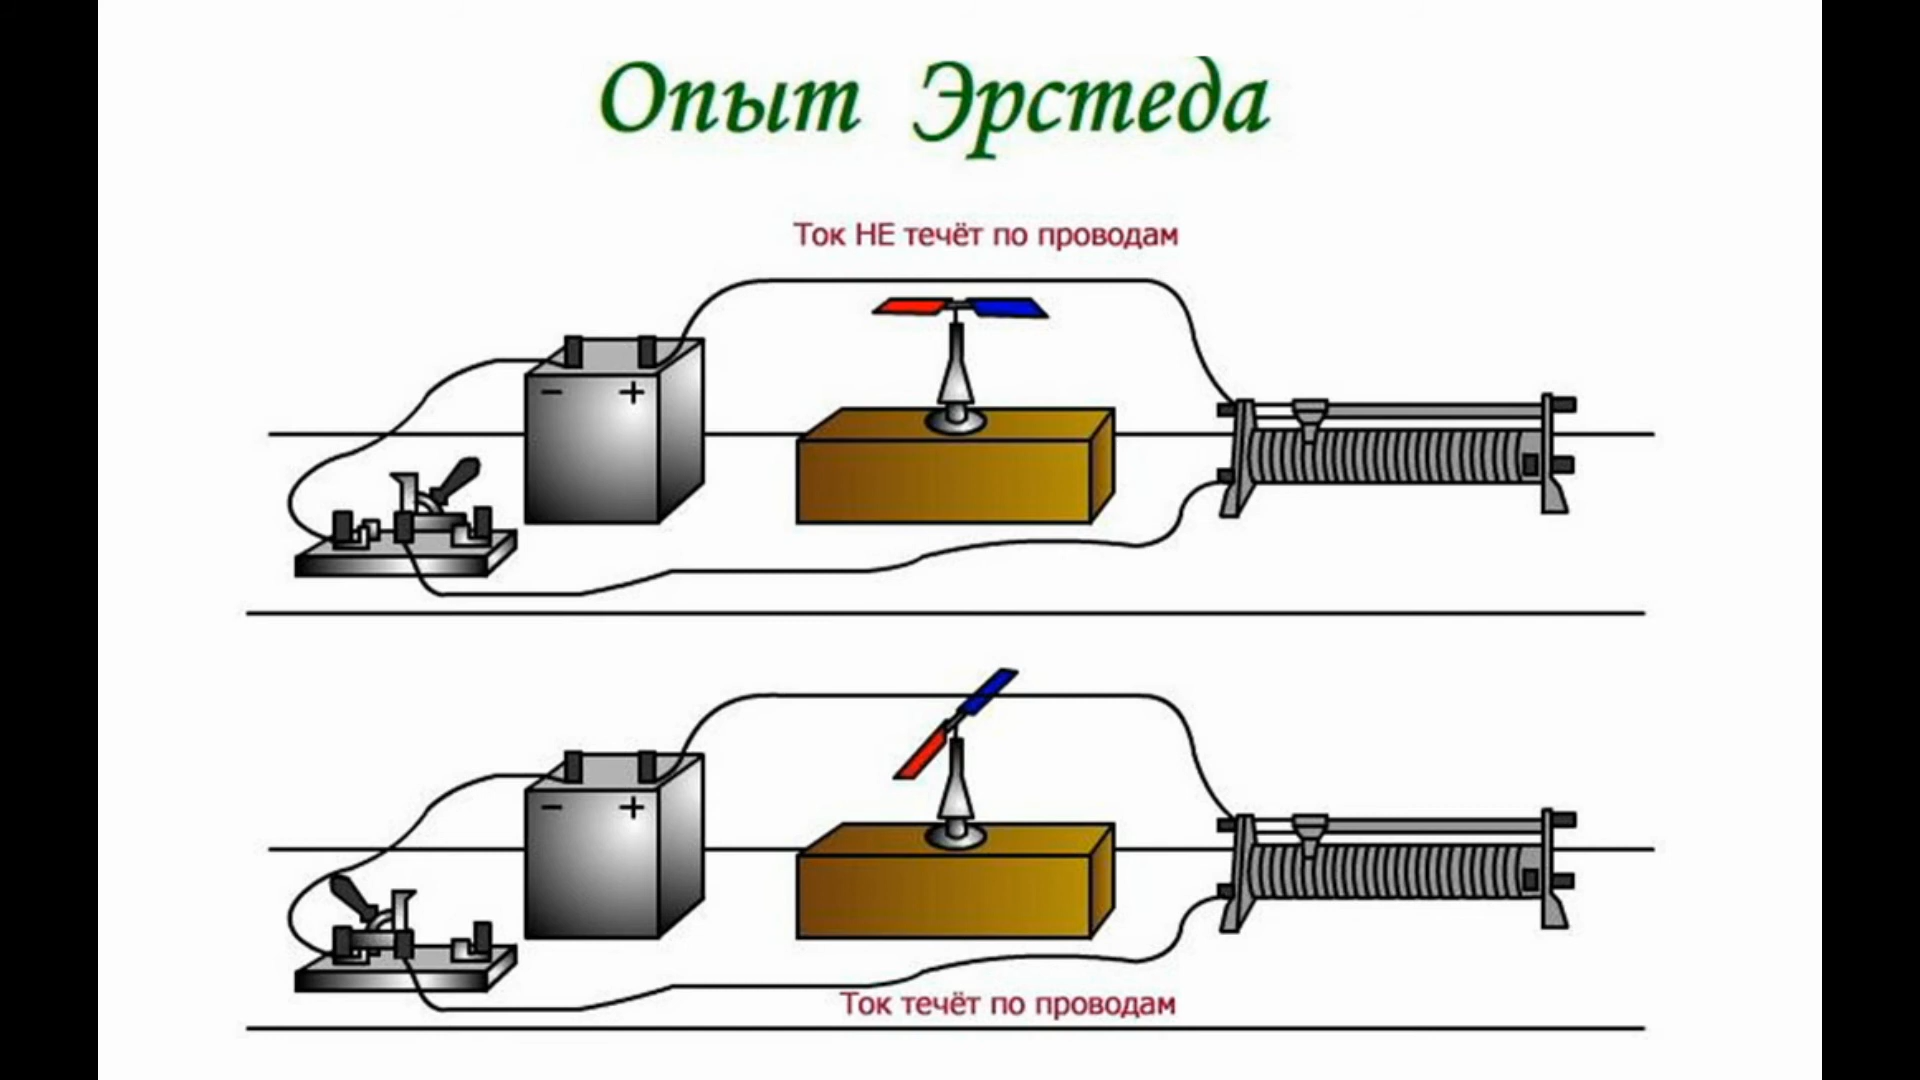 Опыт Эрстеда
Ток НЕ течёт по проводам
− +
− +
Ток течёт по проводам